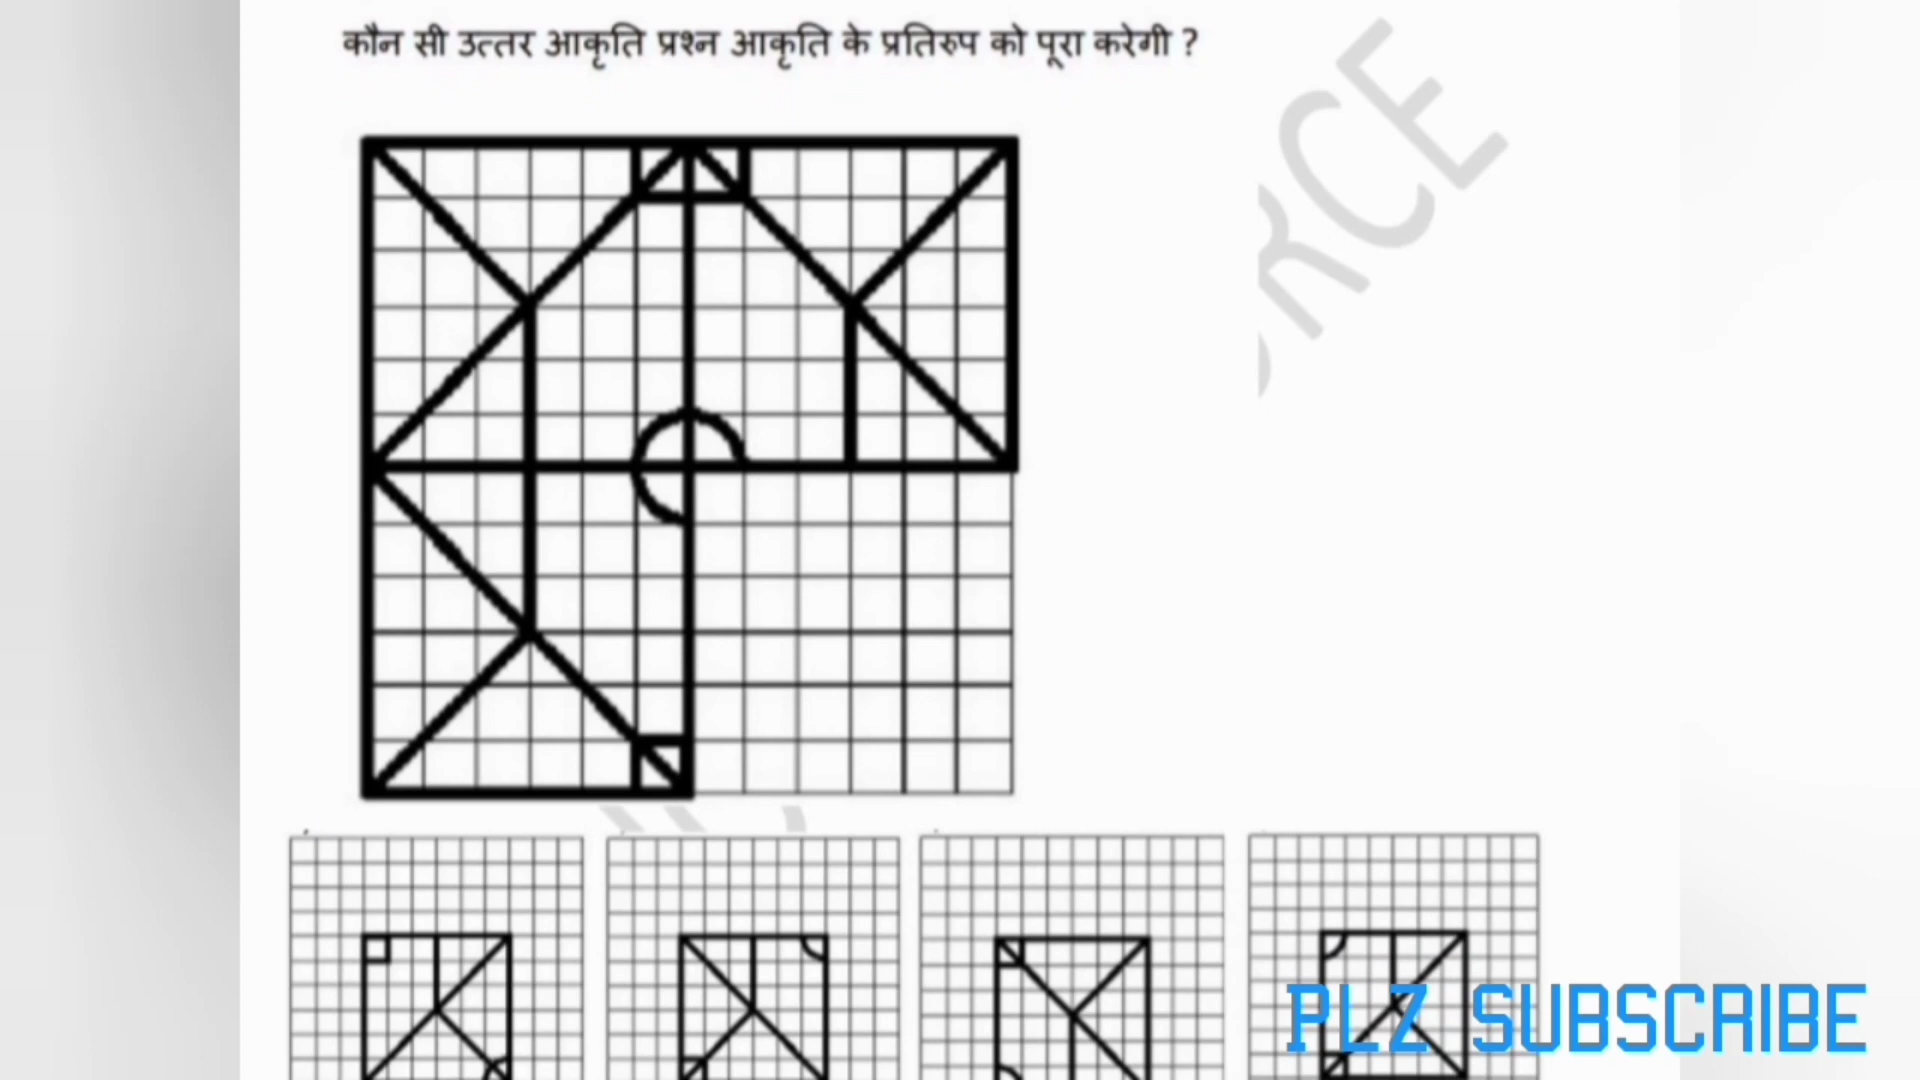 कौन सी उत्तर आकृति प्रश्न आकृति के प्रतिरुप को पूरा करेगी ?
PLZ SUBSCRIBE